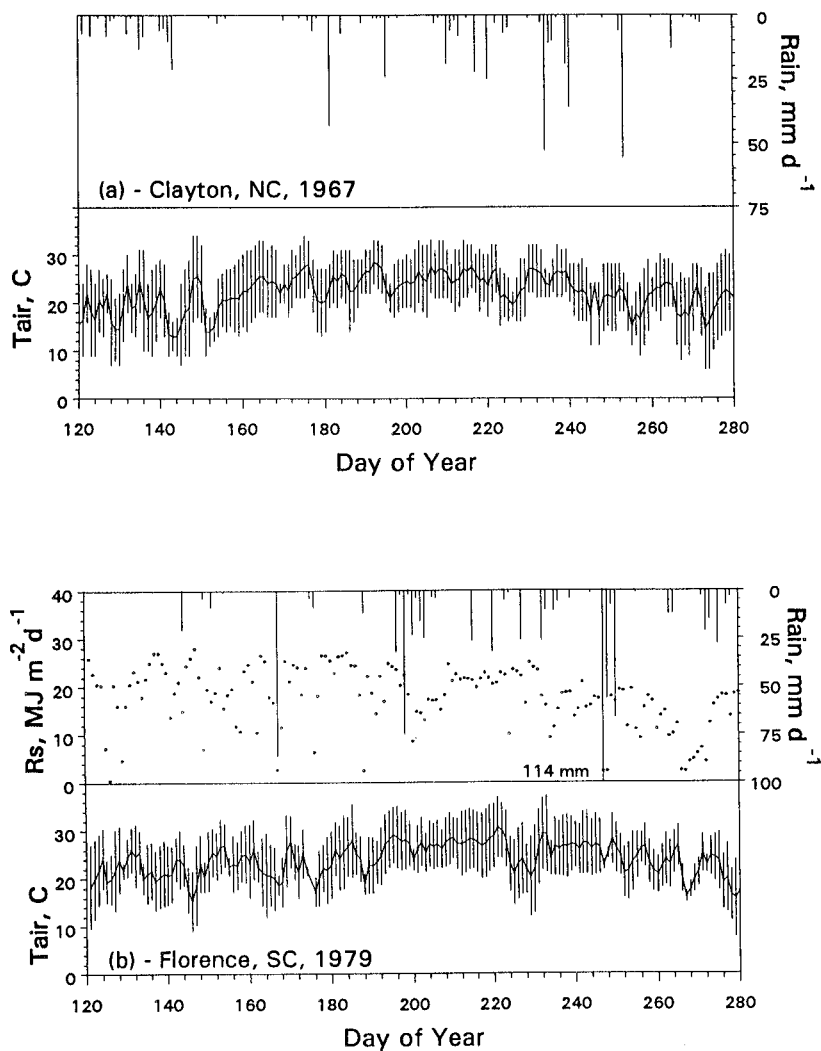 0
25
50
75
Rain, mm d⁻¹
(a) - Clayton, NC, 1967
30
20
10
0
Tair, C
120 140 160 180 200 220 240 260 280
Day of Year
40
30
20
10
0
Rs, MJ m⁻²d⁻¹
0
25
50
75
100
Rain, mm d⁻¹
114 mm
30
20
10
0
Tair, C
(b) - Florence, SC, 1979
120 140 160 180 200 220 240 260 280
Day of Year